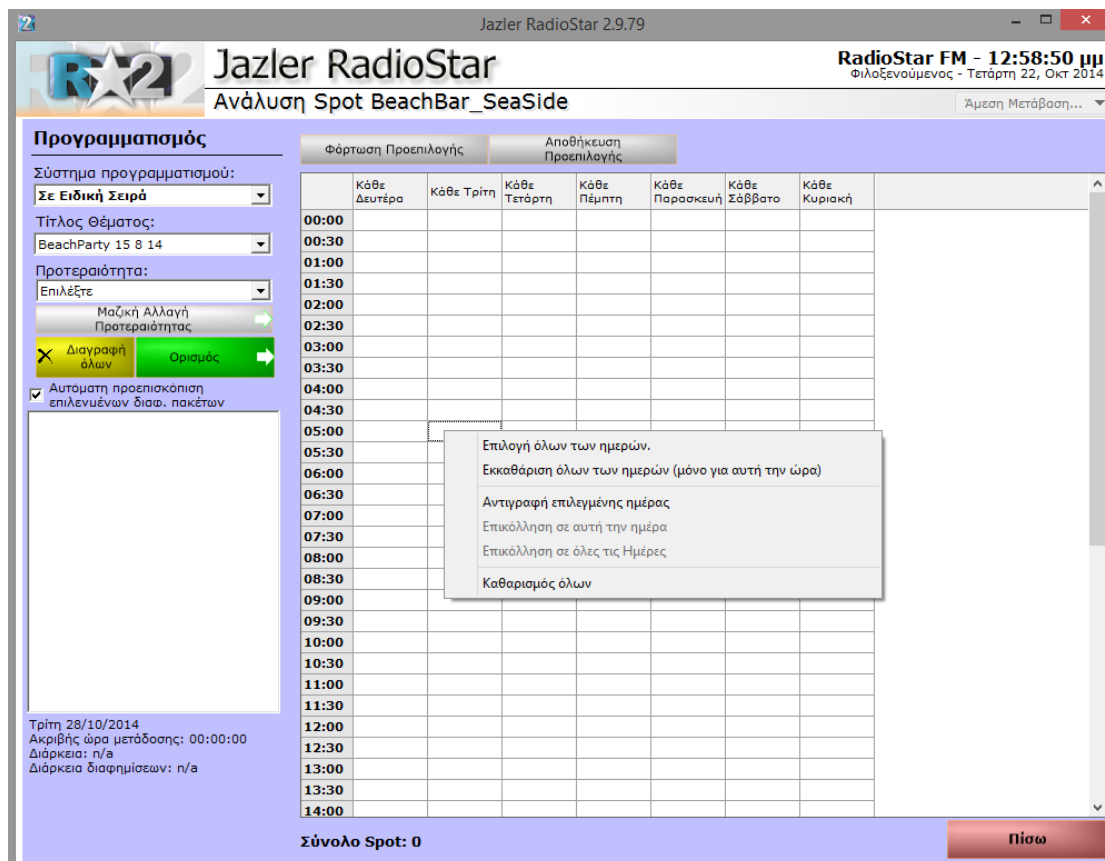 Jazler RadioStar 2.9.79
Jazler RadioStar
RadioStar FM - 12:58:50 μμ
Φιλοξενούμενος - Τετάρτη 22, Οκτ 2014
Ανάλυση Spot BeachBar_SeaSide
Άμεση Μετάβαση...
Προγραμματισμός
Σύστημα προγραμματισμού:
Σε Ειδική Σειρά
Τίτλος Θέματος:
BeachParty 15 8 14
Προτεραιότητα:
Επιλέξτε
Μαζική Αλλαγή
Προτεραιότητας
Διαγραφή
όλων
Ορισμός
Αυτόματη προεπισκόπιση
επιλενμένων διαφ. πακέτων
Τρίτη 28/10/2014
Ακριβής ώρα μετάδοσης: 00:00:00
Διάρκεια: n/a
Διάρκεια διαφημίσεων: n/a
Φόρτωση Προεπιλογής
Αποθήκευση
Προεπιλογής
Κάθε
Δευτέρα
Κάθε Τρίτη
Κάθε
Τετάρτη
Κάθε
Πέμπτη
Κάθε
Παρασκευή
Κάθε
Σάββατο
Κάθε
Κυριακή
00:00
00:30
01:00
01:30
02:00
02:30
03:00
03:30
04:00
04:30
05:00
05:30
06:00
06:30
07:00
07:30
08:00
08:30
09:00
09:30
10:00
10:30
11:00
11:30
12:00
12:30
13:00
13:30
14:00
Επιλογή όλων των ημερών.
Εκκαθάριση όλων των ημερών (μόνο για αυτή την ώρα)
Αντιγραφή επιλεγμένης ημέρας
Επικόλληση σε αυτή την ημέρα
Επικόλληση σε όλες τις Ημέρες
Καθαρισμός όλων
Σύνολο Spot: 0
Πίσω